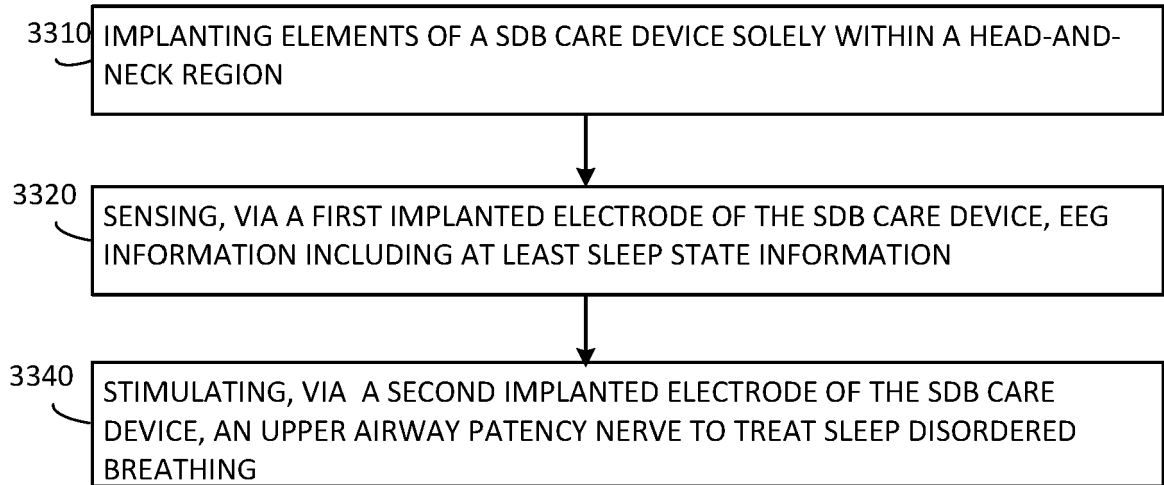 3310
IMPLANTING ELEMENTS OF A SDB CARE DEVICE SOLELY WITHIN A HEAD-AND-
NECK REGION
3320
SENSING, VIA A FIRST IMPLANTED ELECTRODE OF THE SDB CARE DEVICE, EEG
INFORMATION INCLUDING AT LEAST SLEEP STATE INFORMATION
3340
STIMULATING, VIA A SECOND IMPLANTED ELECTRODE OF THE SDB CARE
DEVICE, AN UPPER AIRWAY PATENCY NERVE TO TREAT SLEEP DISORDERED
BREATHING